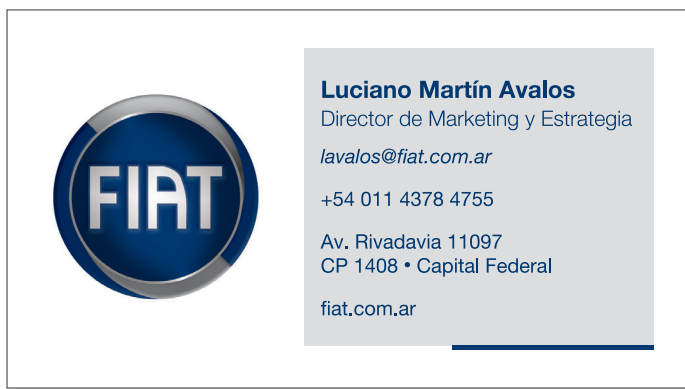 FIAT
Luciano Martín Avalos
Director de Marketing y Estrategia
lavalos@fiat.com.ar
+54 011 4378 4755
Av. Rivadavia 11097
CP 1408 • Capital Federal
fiat.com.ar